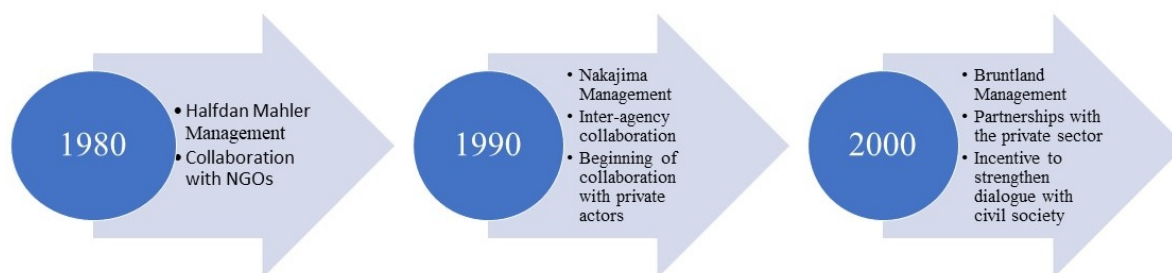 1980
• Halfdan Mahler
Management
• Collaboration
with NGOs
1990
• Nakajima
Management
• Inter-agency
collaboration
• Beginning of
collaboration
with private
actors
2000
• Bruntland
Management
• Partnerships with
the private sector
• Incentive to
strengthen
dialogue with
civil society